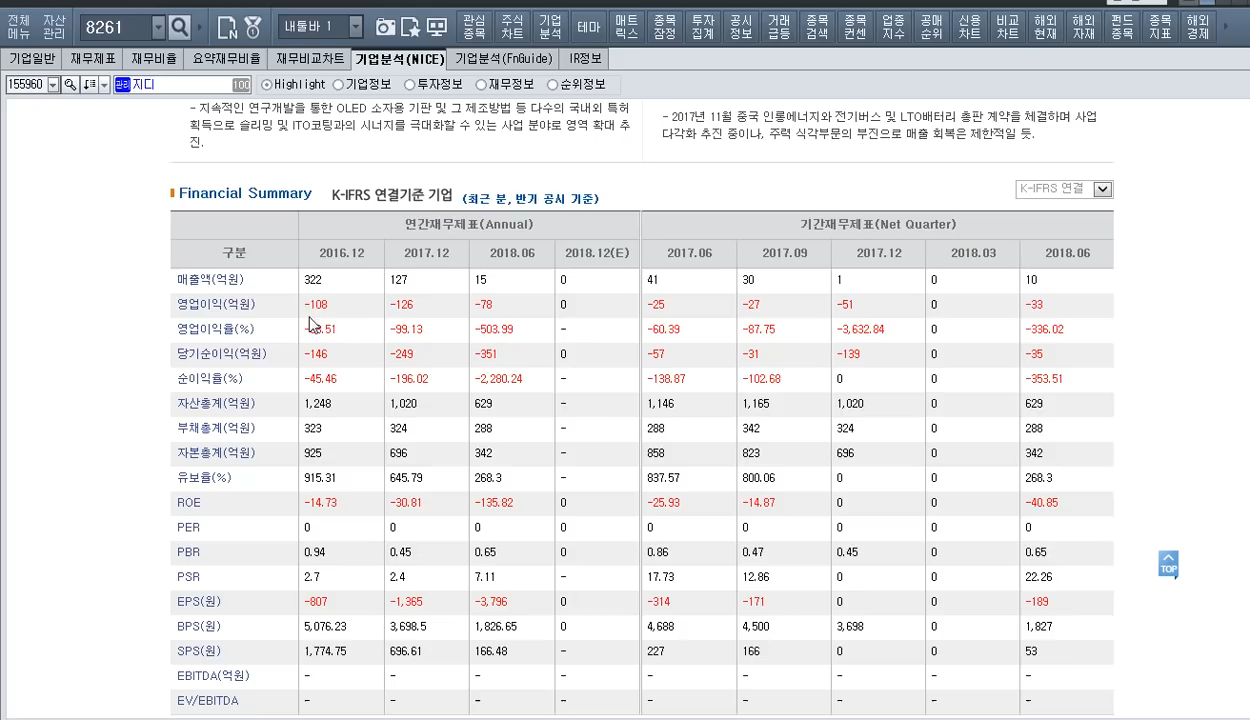 전체 자산 8261 내툴바 1 관심 주식 기업 테마 매트 종목 투자 공시 거래 종목 종목 업종 공매 신용 비교 해외 해외 펀드 종목 해외
메뉴 관리 종목 차트 분석 릭스 잠정 집계 정보 급등 검색 컨센 지수 순위 차트 차트 현재 자재 종목 지표 경제
기업일반 재무제표 재무비율 요약재무비율 재무비교차트 기업분석(NICE) 기업분석(FnGuide) IR정보
155960 관리 지디 100 Highlight 기업정보 투자정보 재무정보 순위정보
- 지속적인 연구개발을 통한 OLED 소자용 기판 및 그 제조방법 등 다수의 국내외 특허
획득으로 슬리밍 및 ITO코팅과의 시너지를 극대화할 수 있는 사업 분야로 영역 확대 추
진.
- 2017년 11월 중국 인롱에너지와 전기버스 및 LTO배터리 총판 계약을 체결하며 사업
다각화 추진 중이나, 주력 식각부문의 부진으로 매출 회복은 제한적일 듯.
Financial Summary K-IFRS 연결기준 기업 (최근 분, 반기 공시 기준) K-IFRS 연결
연간재무제표(Annual) 기간재무제표(Net Quarter)
구분 2016.12 2017.12 2018.06 2018.12(E) 2017.06 2017.09 2017.12 2018.03 2018.06
매출액(억원) 322 127 15 0 41 30 1 0 10
영업이익(억원) -108 -126 -78 0 -25 -27 -51 0 -33
영업이익률(%) .51 -99.13 -503.99 - -60.39 -87.75 -3,632.84 0 -336.02
당기순이익(억원) -146 -249 -351 0 -57 -31 -139 0 -35
순이익률(%) -45.46 -196.02 -2,280.24 - -138.87 -102.68 0 0 -353.51
자산총계(억원) 1,248 1,020 629 - 1,146 1,165 1,020 0 629
부채총계(억원) 323 324 288 - 288 342 324 0 288
자본총계(억원) 925 696 342 - 858 823 696 0 342
유보율(%) 915.31 645.79 268.3 - 837.57 800.06 0 268.3
ROE -14.73 -30.81 -135.82 0 -25.93 -14.87 0 0 -40.85
PER 0 0 0 0 0 0 0 0 0
PBR 0.94 0.45 0.65 0 0.86 0.47 0.45 0 0.65
PSR 2.7 2.4 7.11 - 17.73 12.86 0 0 22.26
EPS(원) -807 -1,365 -3,796 0 -314 -171 0 0 -189
BPS(원) 5,076.23 3,698.5 1,826.65 0 4,688 4,500 3,698 0 1,827
SPS(원) 1,774.75 696.61 166.48 - 227 166 0 0 53
EBITDA(억원) - - - - - - - - -
EV/EBITDA - - - - - - - - -
TOP